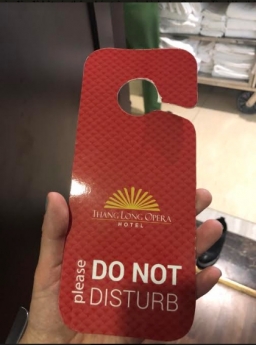 THANG LONG OPERA
HOTEL
please
DO NOT
DISTURB